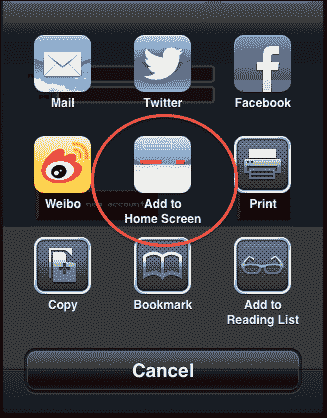 Mail
Twitter
Facebook
Weibo
Add to
Home Screen
Print
Copy
Bookmark
Add to
Reading List
Cancel